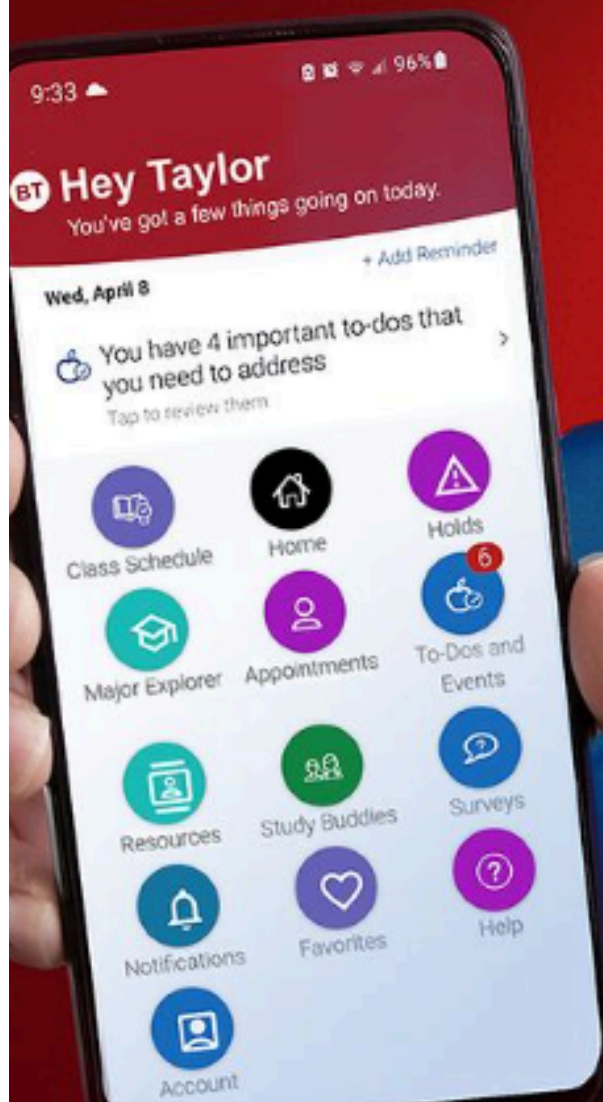 9:33
96%
BT
Hey Taylor
You've got a few things going on today.
Wed, April 8
+ Add Reminder
You have 4 important to-dos that
you need to address
Tap to review them
Class Schedule
Home
Holds
6
Major Explorer
Appointments
To-Dos and
Events
Resources
Study Buddies
Surveys
Notifications
Favorites
Help
Account